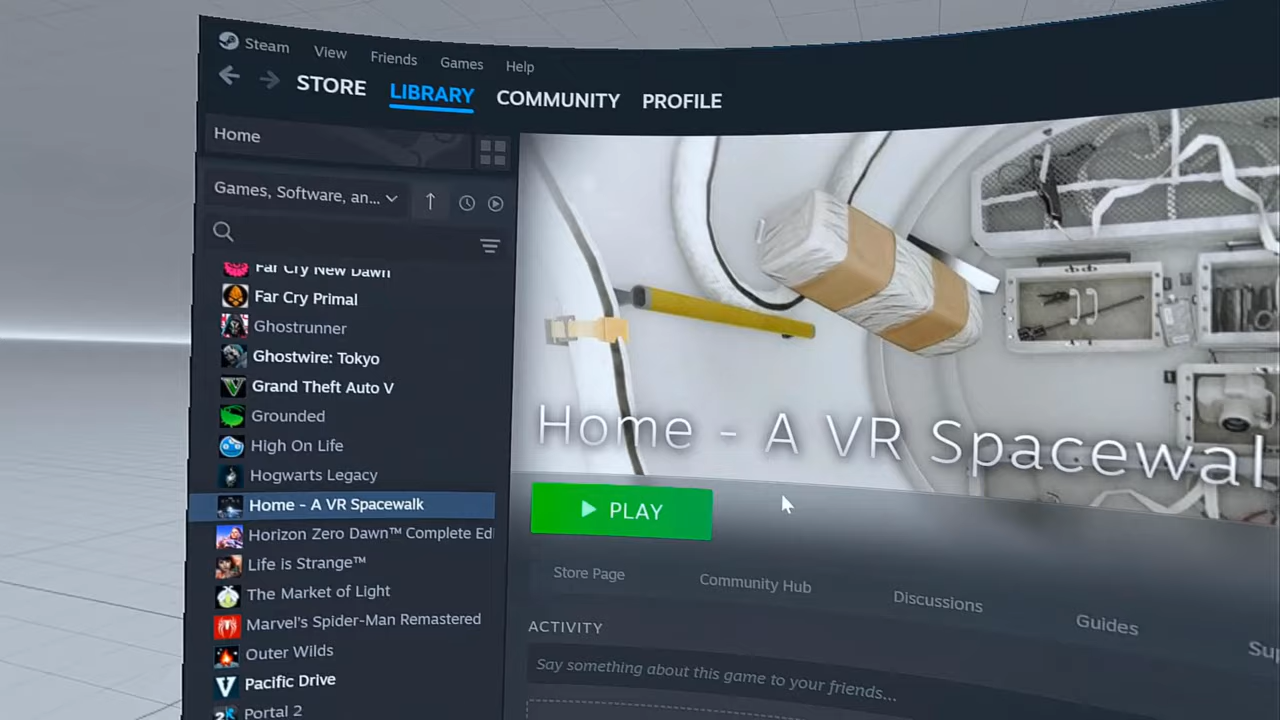 Steam View Friends Games Help
STORE LIBRARY COMMUNITY PROFILE
Home
Games, Software, an...
Far Cry New Dawn
Far Cry Primal
Ghostrunner
Ghostwire: Tokyo
Grand Theft Auto V
Grounded
High On Life
Hogwarts Legacy
Home - A VR Spacewalk
Horizon Zero Dawn™ Complete Edi
Life is Strange™
The Market of Light
Marvel's Spider-Man Remastered
Outer Wilds
Pacific Drive
Portal 2
Home - A VR Spacewal
PLAY
Store Page Community Hub Discussions Guides Sup
ACTIVITY
Say something about this game to your friends...